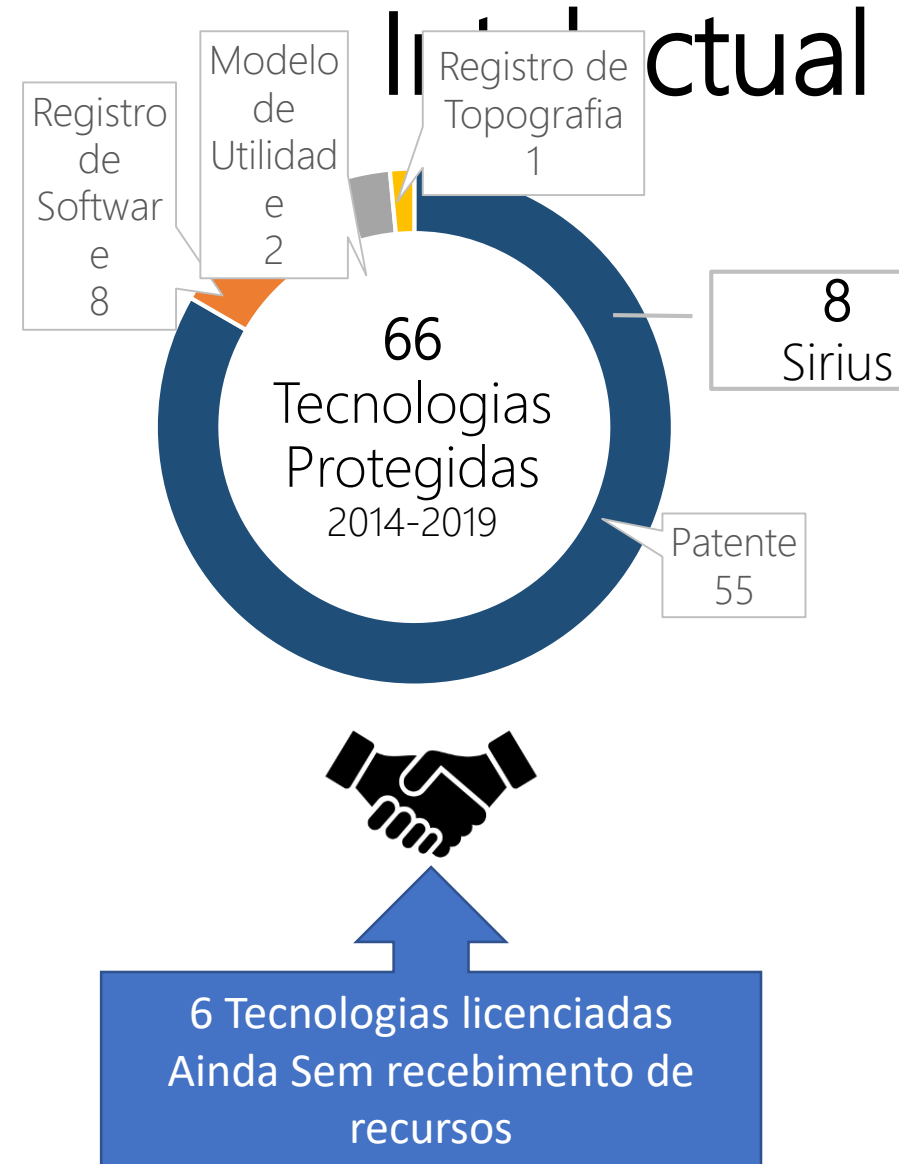 ctual
Modelo
de
Utilidad
e
2
Registro de
Topografia
1
Registro
de
Softwar
e
8
8
Sirius
66
Tecnologias
Protegidas
2014-2019
Patente
55
6 Tecnologias licenciadas
Ainda Sem recebimento de
recursos